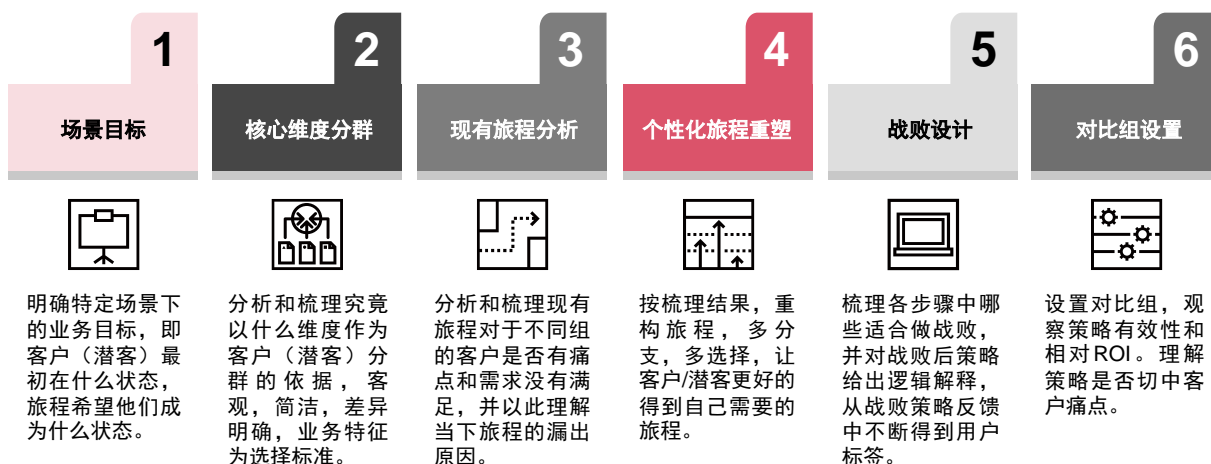 1
场景目标
明确特定场景下
的业务目标，即
客户（潜客）最
初在什么状态，
旅程希望他们成
为什么状态。
2
核心维度分群
分析和梳理究竟
以什么维度作为
客户（潜客）分
群的依据，客
观，简洁，差异
明确，业务特征
为选择标准。
3
现有旅程分析
分析和梳理现有
旅程对于不同组
的客户是否有痛
点和需求没有满
足，并以此理解
当下旅程的漏出
原因。
4
个性化旅程重塑
按梳理结果，重
构旅程，多分
支，多选择，让
客户/潜客更好的
得到自己需要的
旅程。
5
战败设计
梳理各步骤中哪
些适合做战败，
并对战败后策略
给出逻辑解释，
从战败策略反馈
中不断得到用户
标签。
6
对比组设置
设置对比组，观
察策略有效性和
相对ROI。理解
策略是否切中客
户痛点。